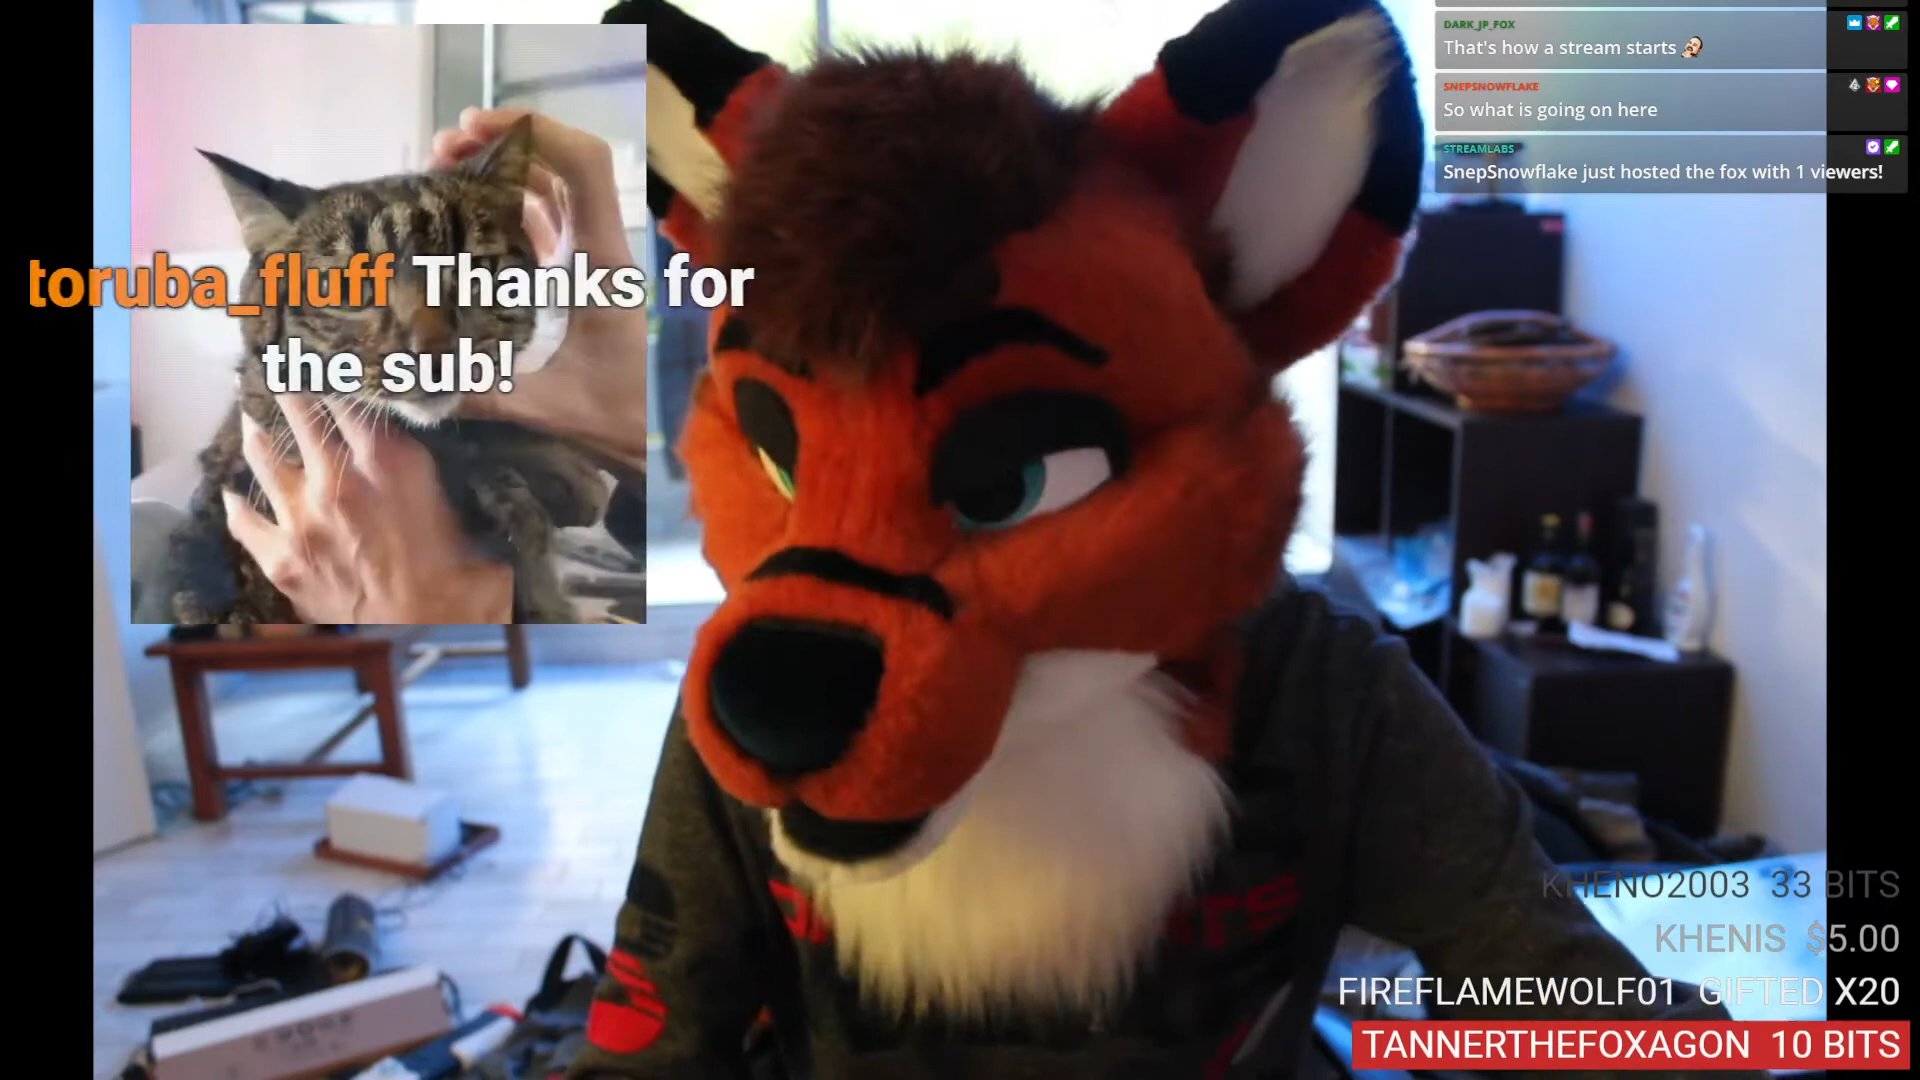 DARK_JP_FOX
That's how a stream starts
SNEPSNOWFLAKE
So what is going on here
STREAMLABS
SnepSnowflake just hosted the fox with 1 viewers!
toruba_fluff Thanks for
the sub!
KHENO2003 33 BITS
KHENIS $5.00
FIREFLAMEWOLF01 GIFTED X20
TANNERTHEFOXAGON 10 BITS